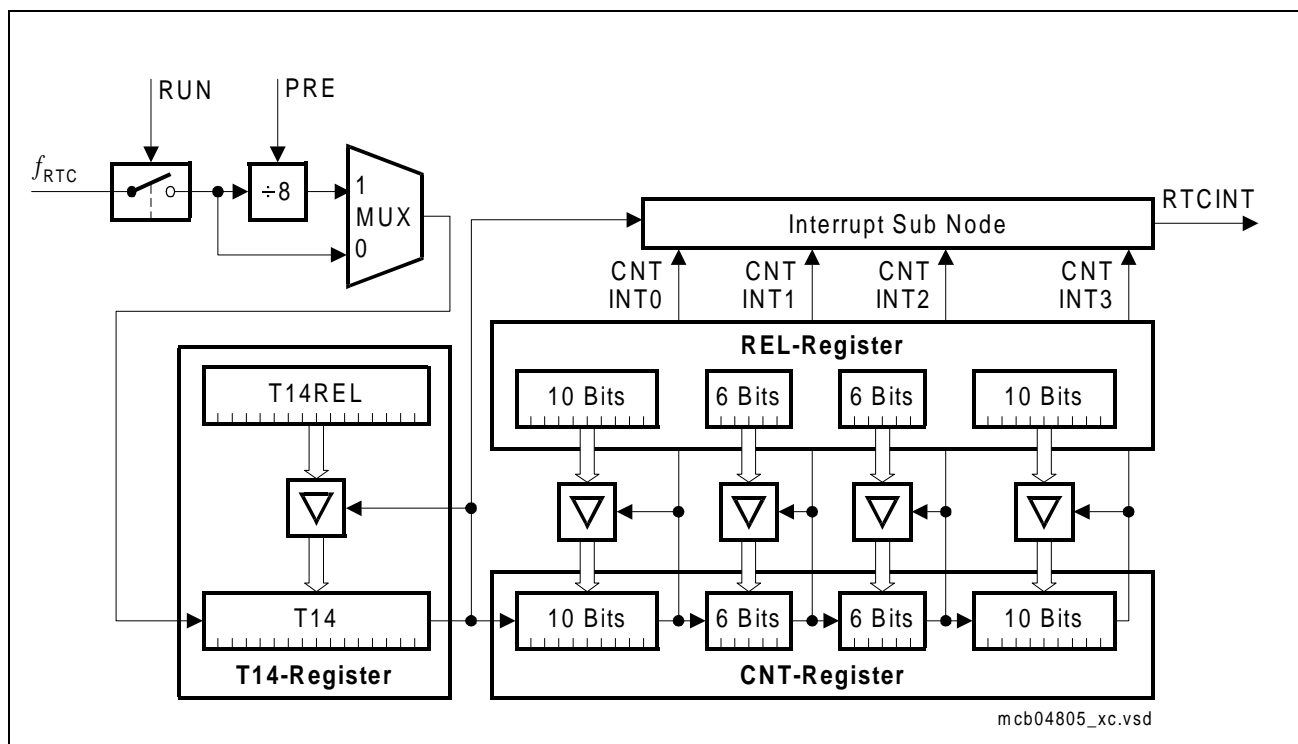 RUN
PRE
fRTC
÷8
1
MUX
0
RTCINT
Interrupt Sub Node
CNT
INT0
CNT
INT1
CNT
INT2
CNT
INT3
REL-Register
T14REL
10 Bits
6 Bits
6 Bits
10 Bits
T14
10 Bits
6 Bits
6 Bits
10 Bits
T14-Register
CNT-Register
mcb04805_xc.vsd